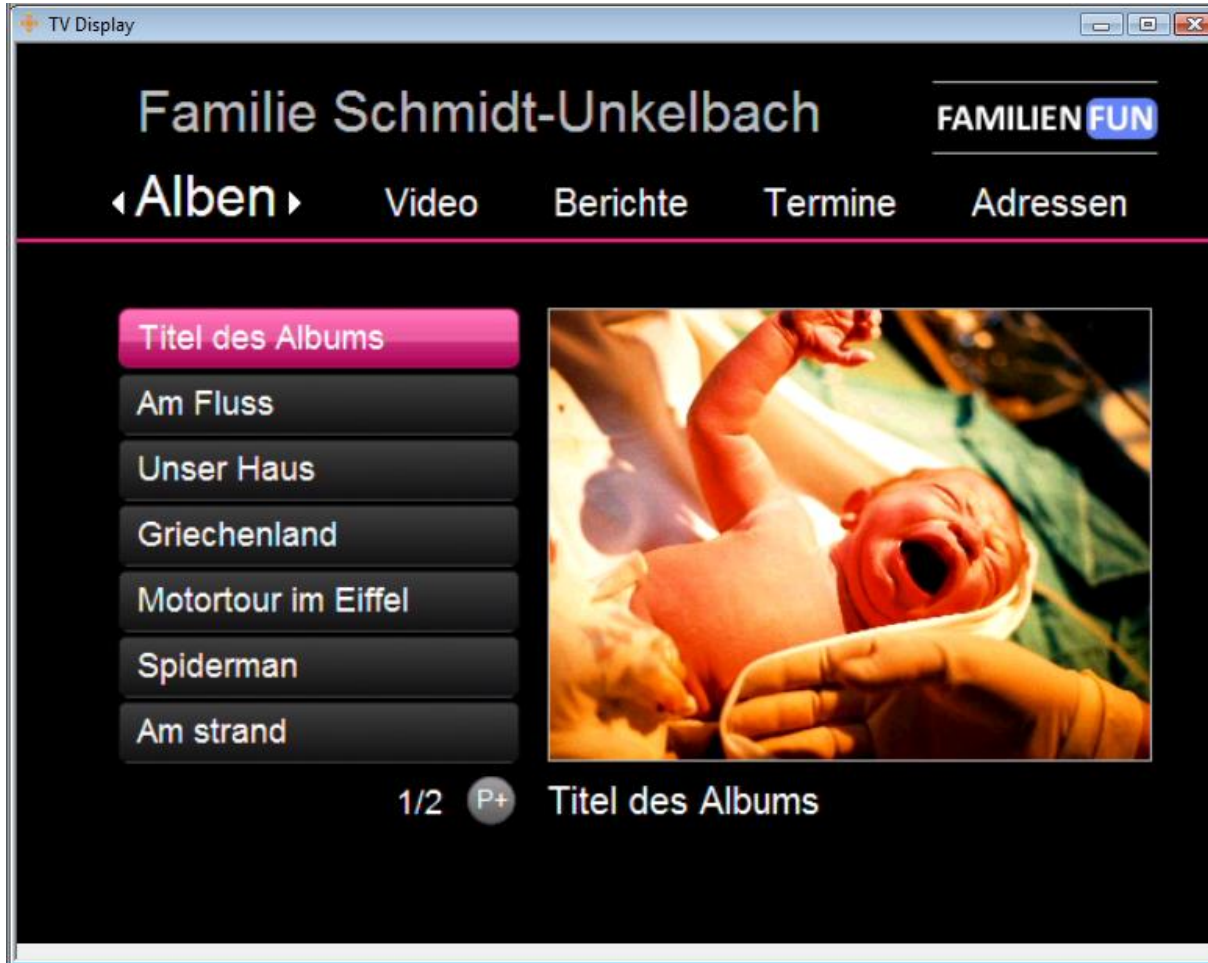 TV Display
Familie Schmidt-Unkelbach
FAMILIEN FUN
Alben Video Berichte Termine Adressen
Titel des Albums
Am Fluss
Unser Haus
Griechenland
Motortour im Eiffel
Spiderman
Am strand
1/2 P+
Titel des Albums